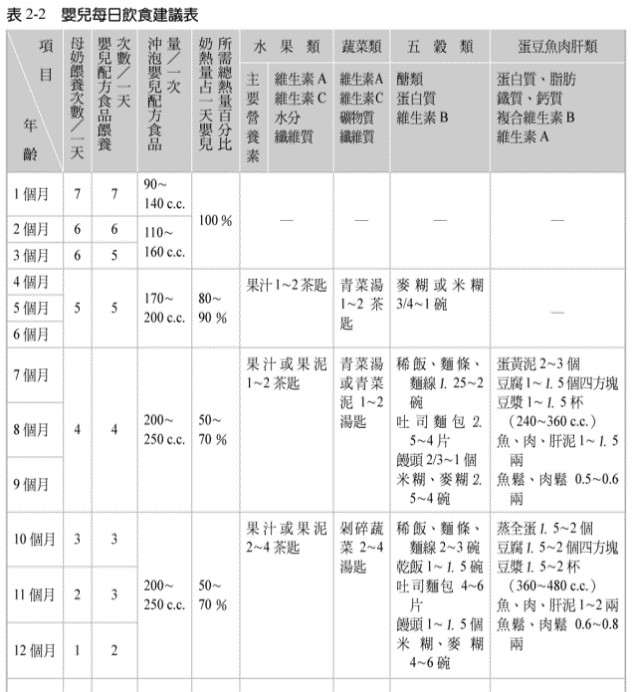 表 2-2 嬰兒每日飲食建議表
項目
年齡
母奶餵養次數/一天
嬰兒配方食品餵養次數/一天
沖泡嬰兒配方食品量/一次
奶熱量占一天嬰兒所需總熱量百分比
水果類
蔬菜類
五穀類
蛋豆魚肉肝類
主要營養素
維生素 A
維生素 C
水分
纖維質
維生素A
維生素C
礦物質
纖維質
醣類
蛋白質
維生素 B
蛋白質、脂肪
鐵質、鈣質
複合維生素 B
維生素 A
1 個月
7
7
90~
140 c.c.
100 %
—
—
—
—
2 個月
6
6
110~
160 c.c.
3 個月
6
5
4 個月
5 個月
6 個月
5
5
170~
200 c.c.
80~
90 %
果汁 1~2 茶匙
青菜湯
1~2 茶
匙
麥糊或米糊
3/4~1 碗
—
7 個月
8 個月
9 個月
4
4
200~
250 c.c.
50~
70 %
果汁或果泥
1~2 茶匙
青菜湯
或青菜
泥 1~2
湯匙
稀飯、麵條、
麵線 1. 25~2
碗
吐司麵包 2.
5~4 片
饅頭 2/3~1 個
米糊、麥糊 2.
5~4 碗
蛋黃泥 2~3 個
豆腐 1~1. 5 個四方塊
豆漿 1~1. 5 杯
(240~360 c.c.)
魚、肉、肝泥 1~1. 5
兩
魚鬆、肉鬆 0.5~0.6
兩
10 個月
3
3
11 個月
2
3
12 個月
1
2
200~
250 c.c.
50~
70 %
果汁或果泥
2~4 茶匙
剁碎蔬
菜 2~4
湯匙
稀飯、麵條、
麵線 2~3 碗
乾飯 1~1. 5 碗
吐司麵包 4~6
片
饅頭 1~1. 5 個
米糊、麥糊
4~6 碗
蒸全蛋 1. 5~2 個
豆腐 1. 5~2 個四方塊
豆漿 1. 5~2 杯
(360~480 c.c.)
魚、肉、肝泥 1~2 兩
魚鬆、肉鬆 0.6~0.8
兩